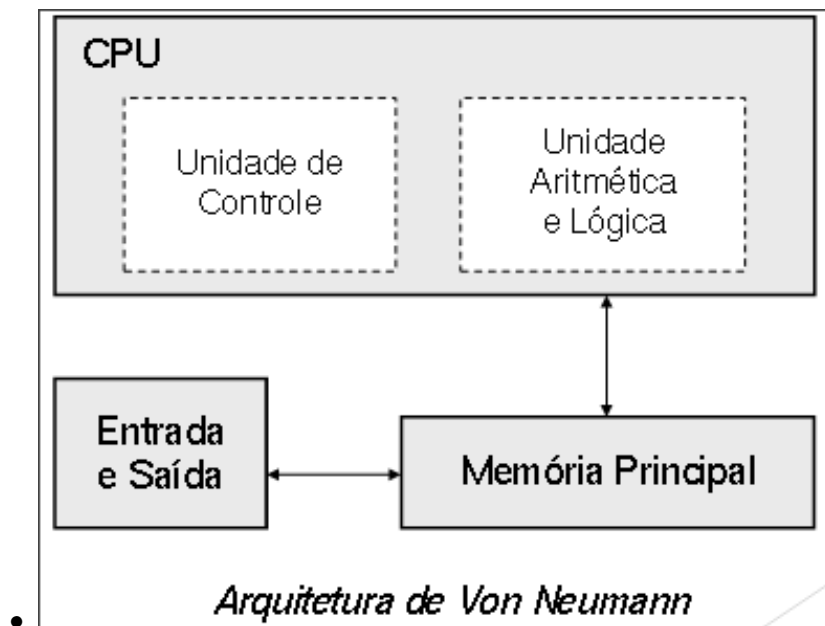 CPU
Unidade de
Controle
Unidade
Aritmética
e Lógica
Entrada
e Saída
Memória Principal
Arquitetura de Von Neumann